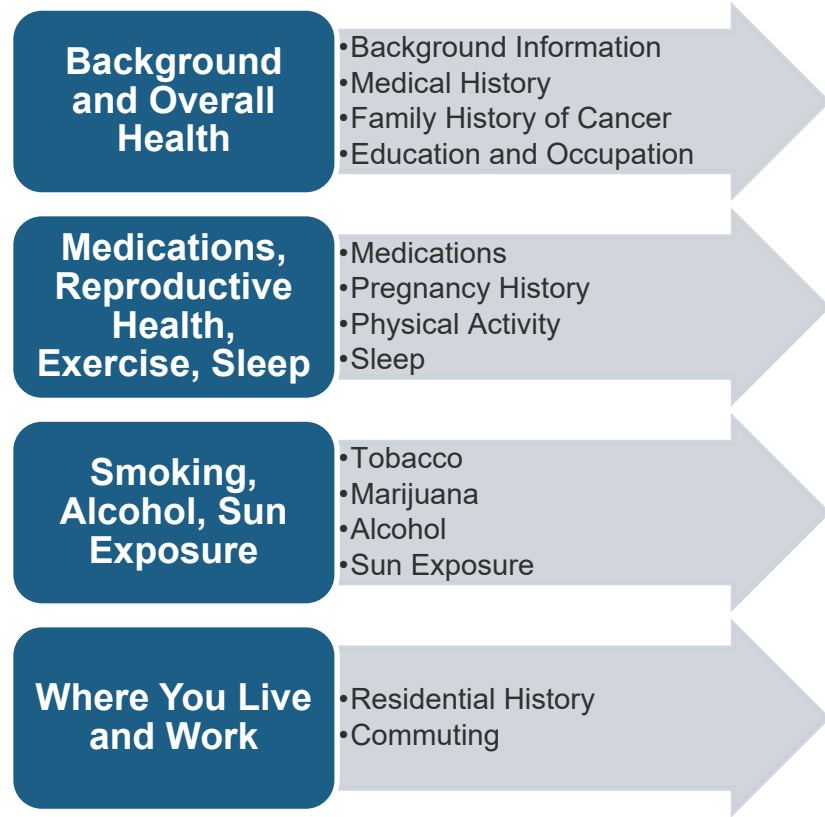 Background
and Overall
Health
•Background Information
•Medical History
•Family History of Cancer
•Education and Occupation
Medications,
Reproductive
Health,
Exercise, Sleep
•Medications
•Pregnancy History
•Physical Activity
•Sleep
Smoking,
Alcohol, Sun
Exposure
•Tobacco
•Marijuana
•Alcohol
•Sun Exposure
Where You Live
and Work
•Residential History
•Commuting